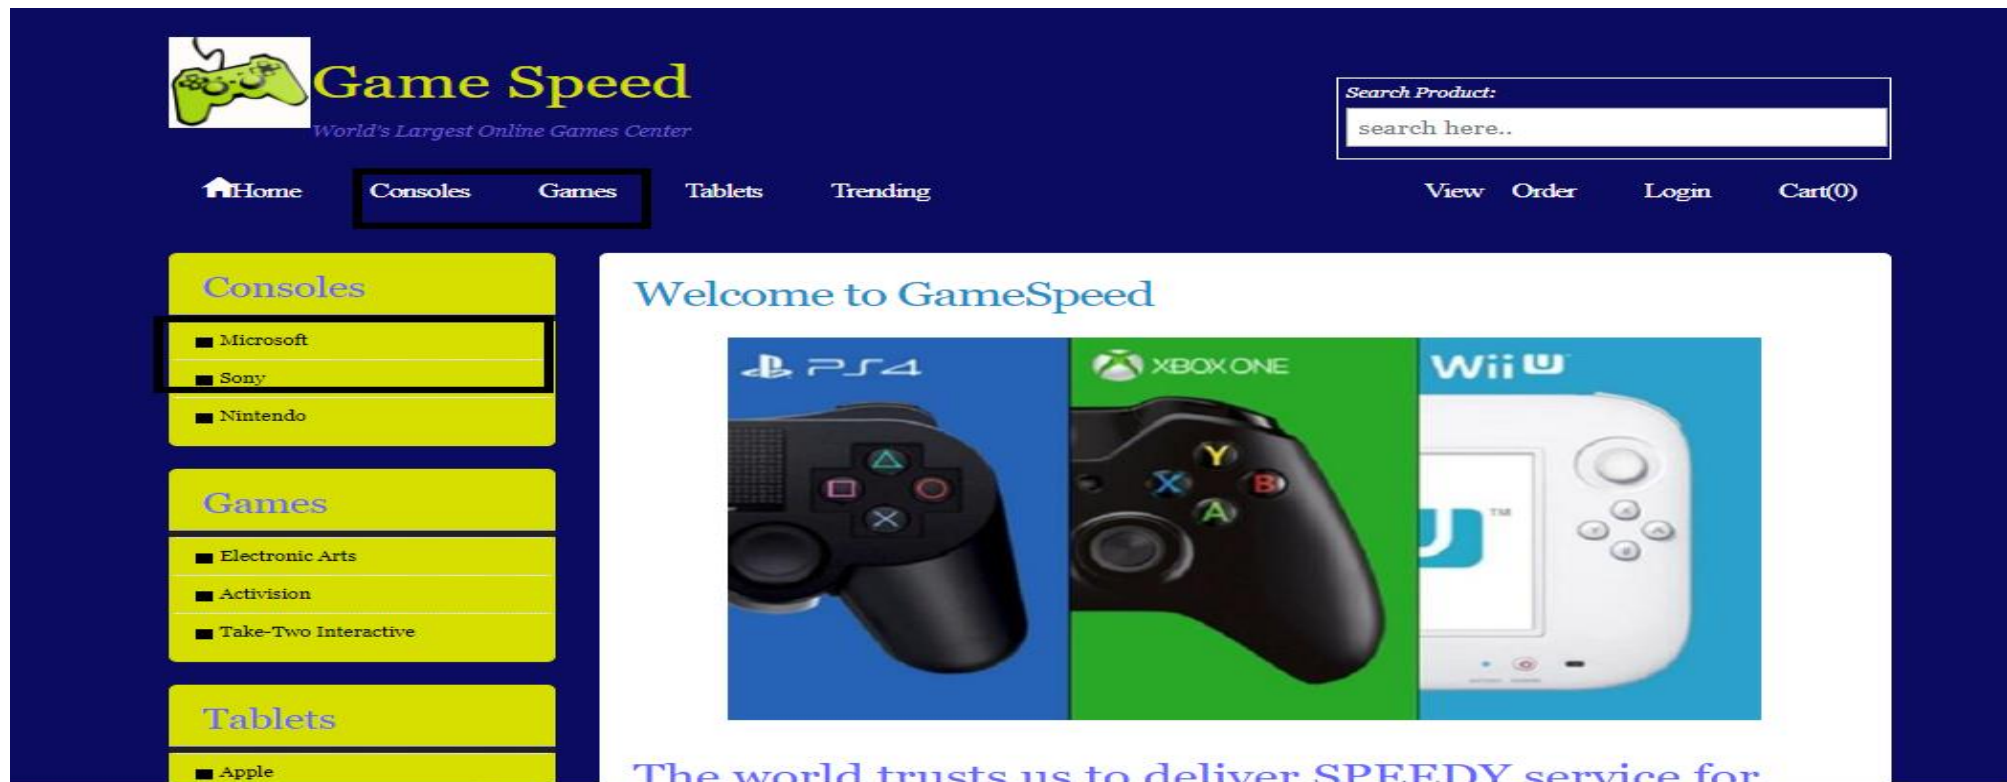 Game Speed
World's Largest Online Games Center
Search Product:
search here..
Home Consoles Games Tablets Trending View Order Login Cart(0)
Consoles
Microsoft
Sony
Nintendo
Games
Electronic Arts
Activision
Take-Two Interactive
Tablets
Apple
Welcome to GameSpeed
PS4
XBOX ONE
Wii U
Y
X B
A
U TM
The world trusts us to deliver SPEEDY service for